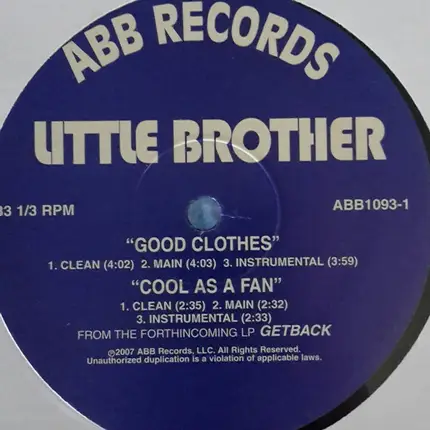 ABB RECORDS
LITTLE BROTHER
33 1/3 RPM
ABB1093-1
"GOOD CLOTHES"
1. CLEAN (4:02) 2. MAIN (4:03) 3. INSTRUMENTAL (3:59)
"COOL AS A FAN"
1. CLEAN (2:35) 2. MAIN (2:32)
3. INSTRUMENTAL (2:33)
FROM THE FORTHINCOMING LP GETBACK
℗2007 ABB Records, LLC. All Rights Reserved.
Unauthorized duplication is a violation of applicable laws.